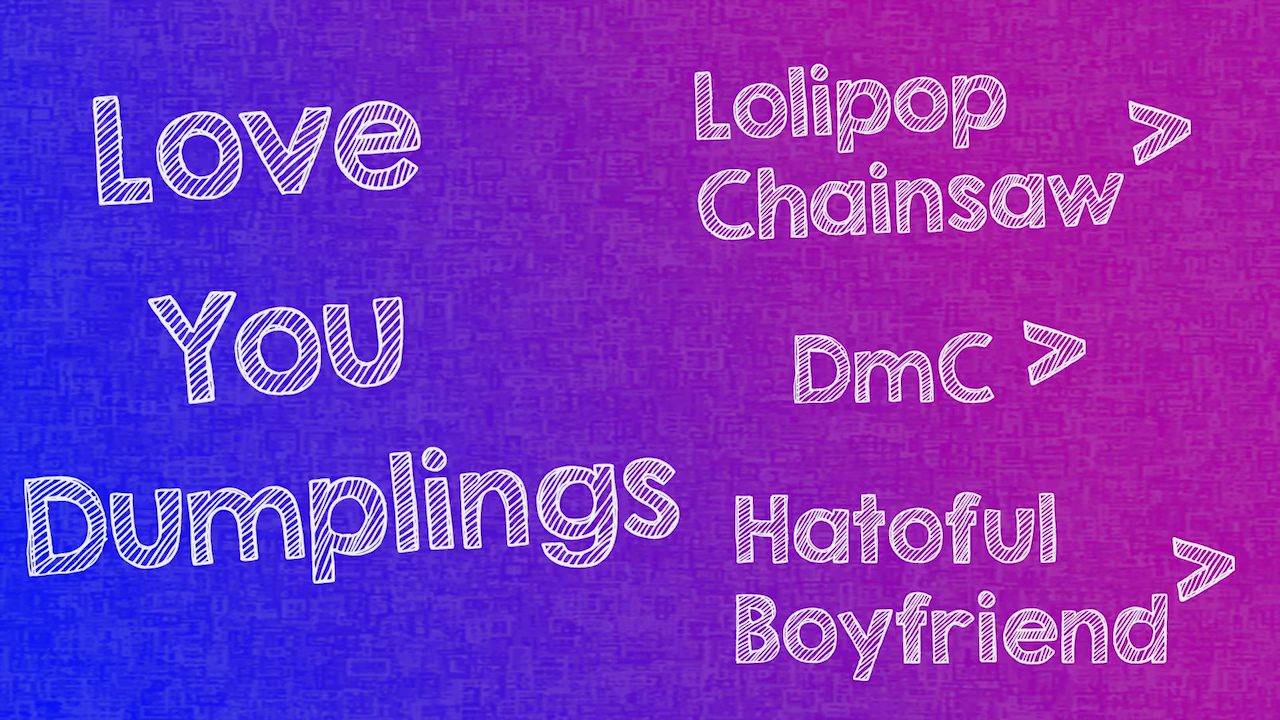 Love
You
Dumplings
Lolipop
Chainsaw >
DmC >
Hatoful
Boyfriend >